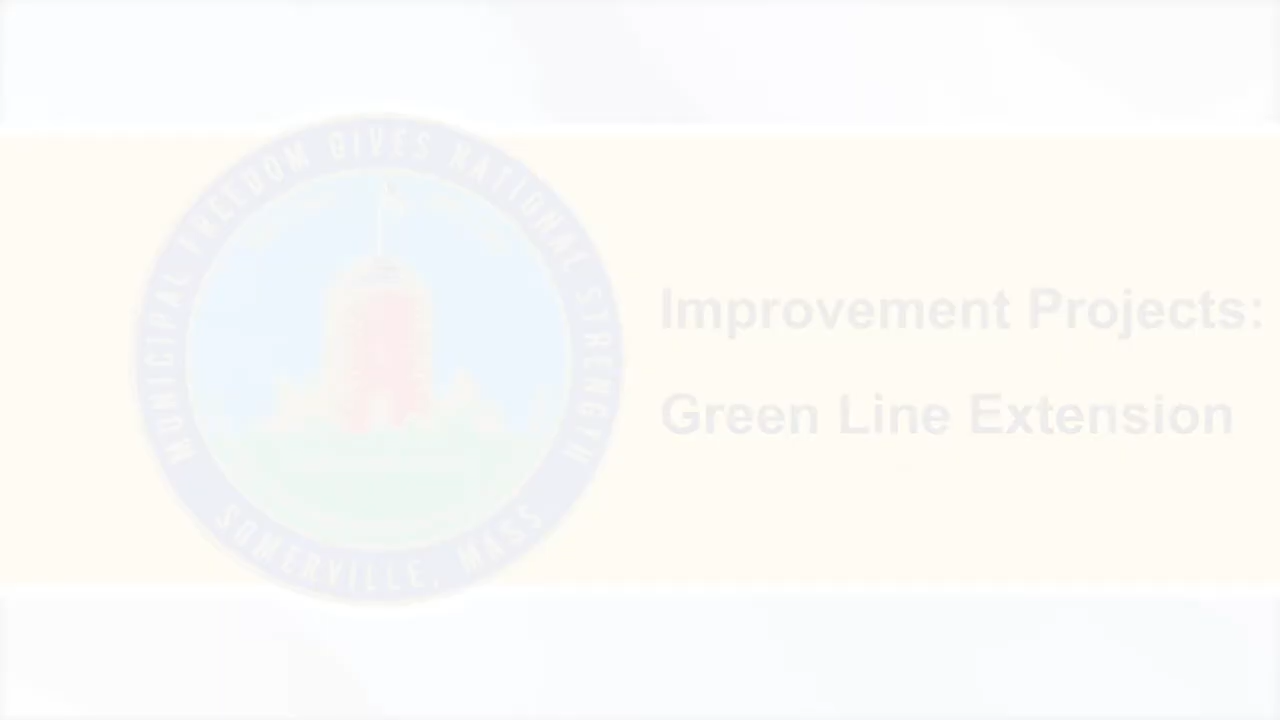 MUNICIPAL FREEDOM GIVES NATIONAL STRENGTH
SOMERVILLE, MASS
Improvement Projects:
Green Line Extension